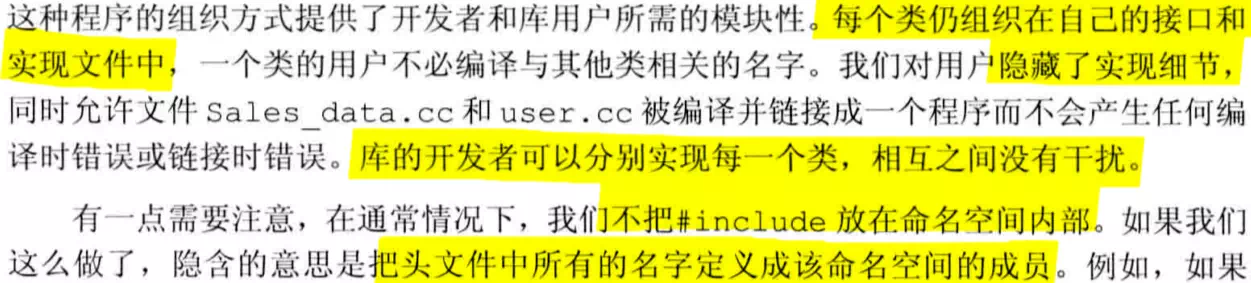 这种程序的组织方式提供了开发者和库用户所需的模块性。每个类仍组织在自己的接口和
实现文件中，一个类的用户不必编译与其他类相关的名字。我们对用户隐藏了实现细节，
同时允许文件 Sales_data.cc 和 user.cc 被编译并链接成一个程序而不会产生任何编
译时错误或链接时错误。库的开发者可以分别实现每一个类，相互之间没有干扰。
有一点需要注意，在通常情况下，我们不把#include 放在命名空间内部。如果我们
这么做了，隐含的意思是把头文件中所有的名字定义成该命名空间的成员。例如，如果